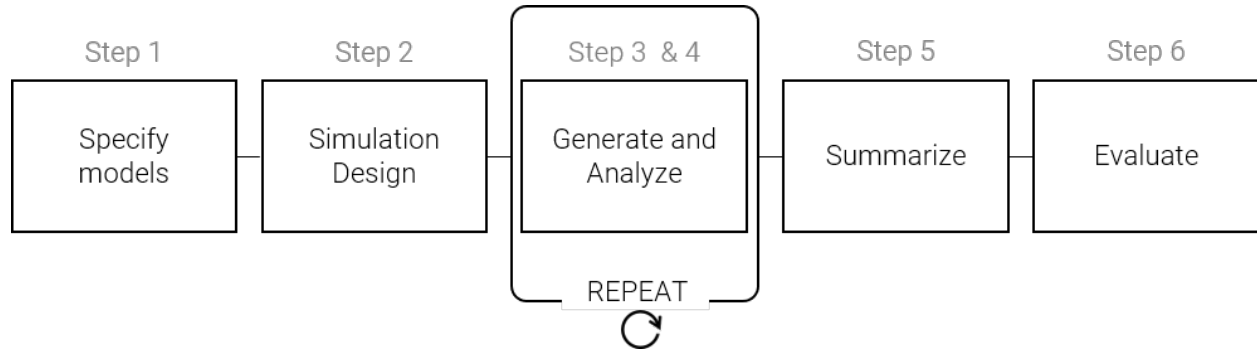 Step 1
Specify
models
Step 2
Simulation
Design
Step 3 & 4
Generate and
Analyze
REPEAT
Step 5
Summarize
Step 6
Evaluate